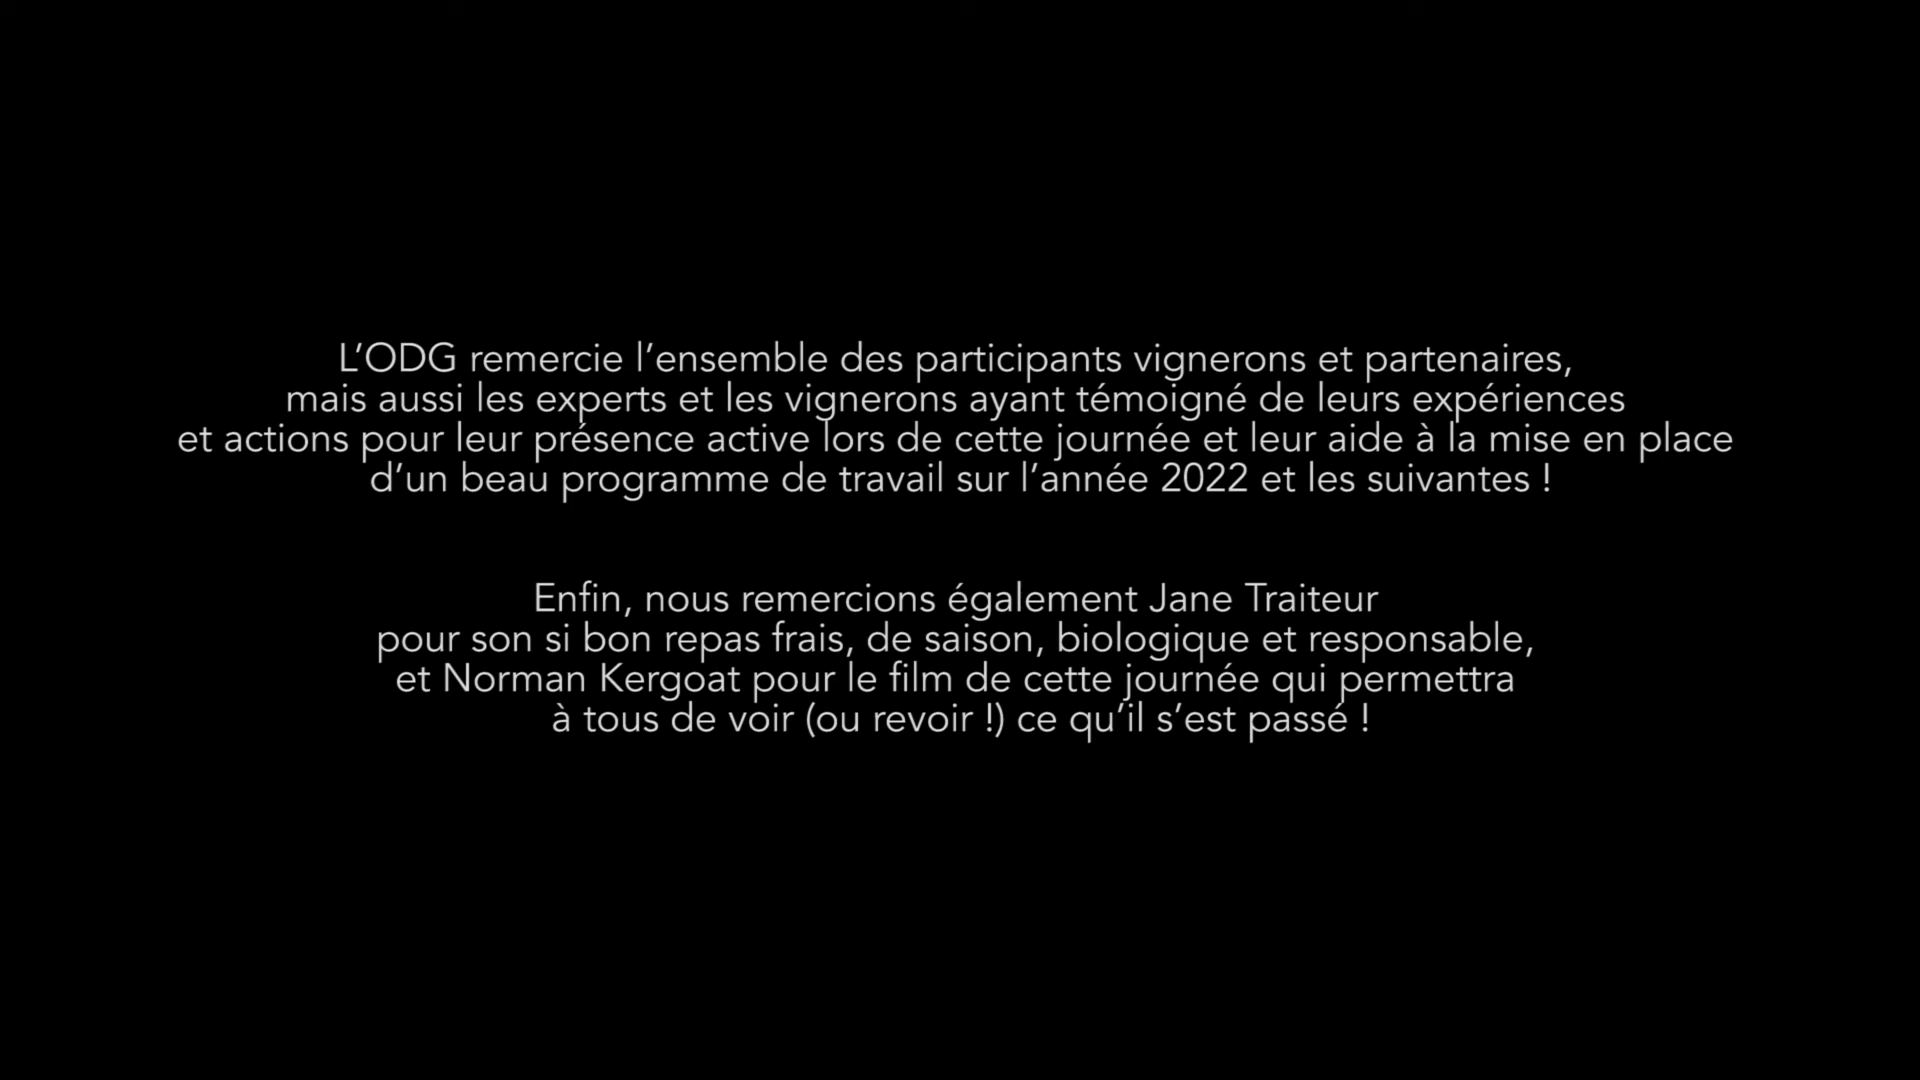 L’ODG remercie l’ensemble des participants vignerons et partenaires,
mais aussi les experts et les vignerons ayant témoigné de leurs expériences
et actions pour leur présence active lors de cette journée et leur aide à la mise en place
d’un beau programme de travail sur l’année 2022 et les suivantes !
Enfin, nous remercions également Jane Traiteur
pour son si bon repas frais, de saison, biologique et responsable,
et Norman Kergoat pour le film de cette journée qui permettra
à tous de voir (ou revoir !) ce qu’il s’est passé !